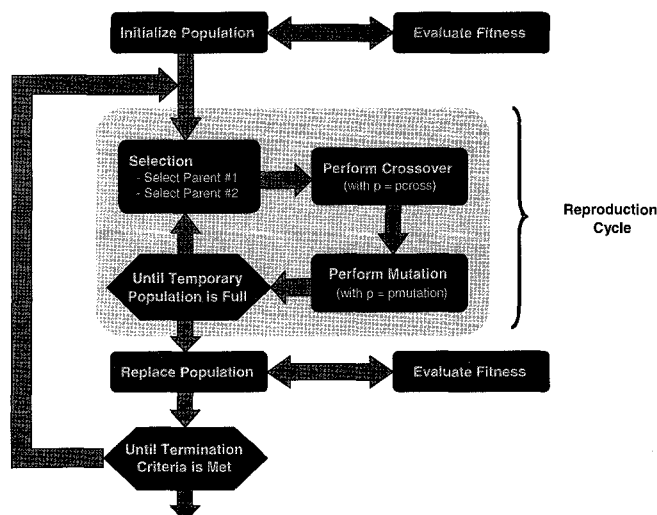 Initialize Population
Evaluate Fitness
Selection
- Select Parent #1
- Select Parent #2
Perform Crossover
(with p = pcross)
Reproduction
Cycle
Until Temporary
Population is Full
Perform Mutation
(with p = pmutation)
Replace Population
Evaluate Fitness
Until Termination
Criteria is Met